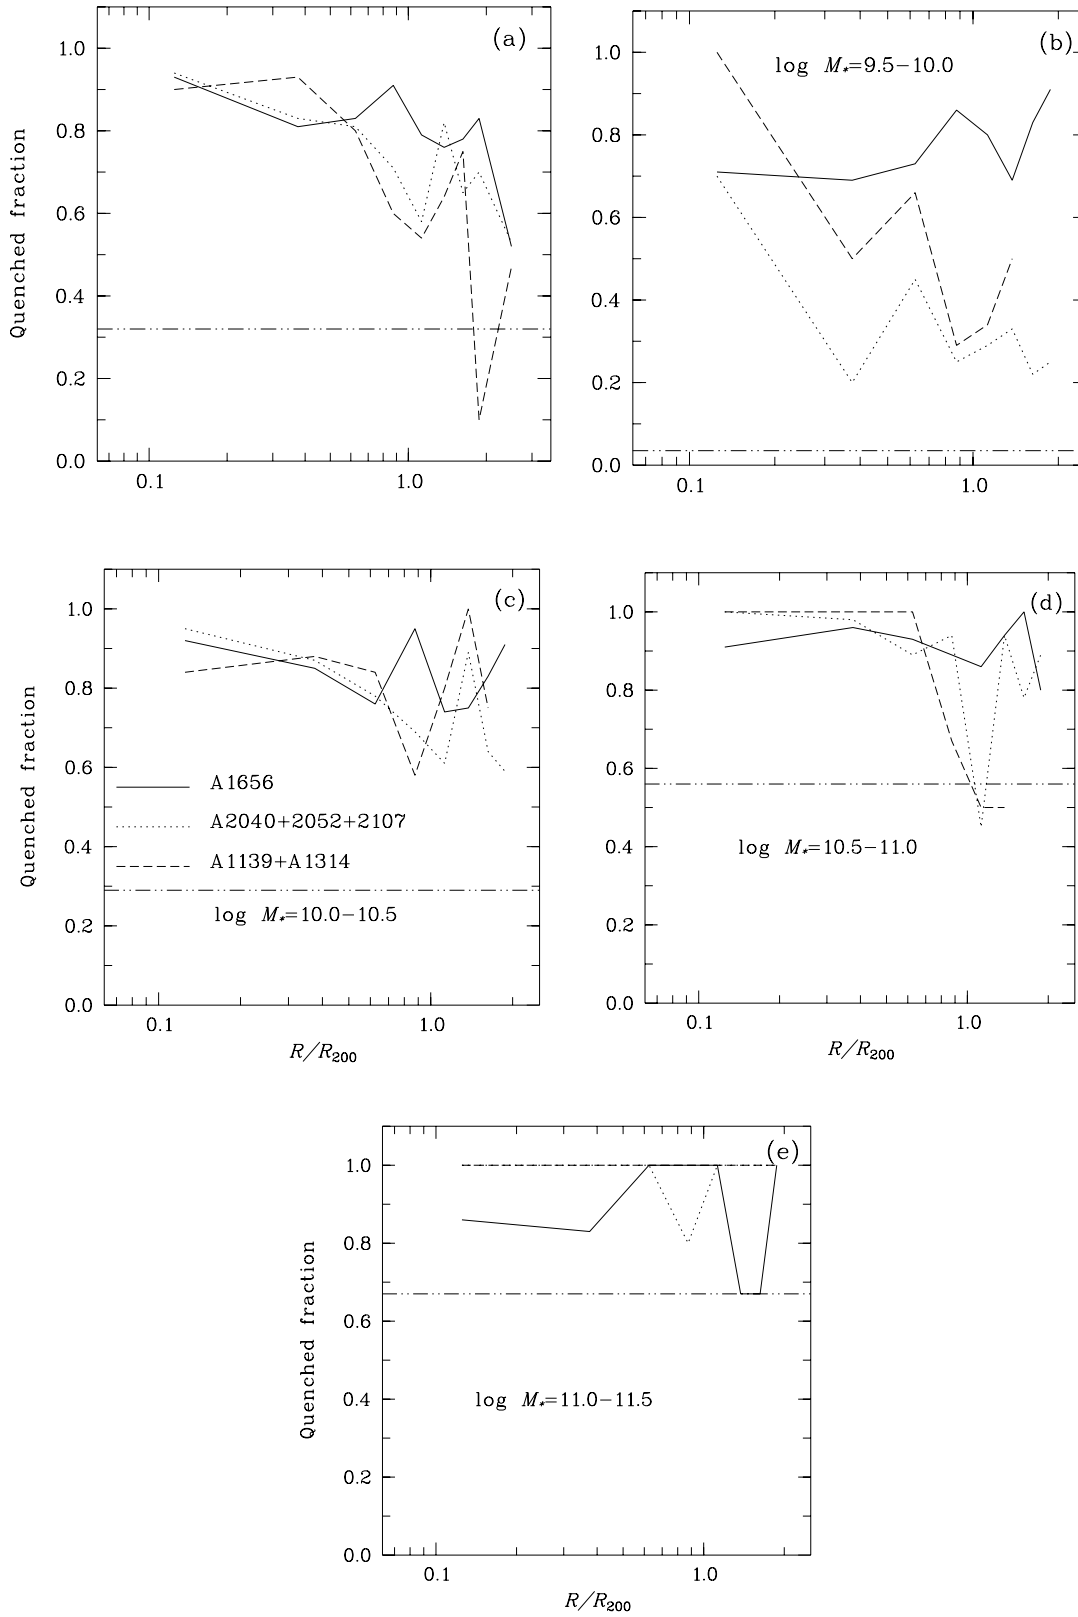 (a)
1.0
0.8
0.6
0.4
0.2
0.0
Quenched fraction
0.1 1.0
(b)
log M*=9.5−10.0
1.0
0.8
0.6
0.4
0.2
0.0
0.1 1.0
(c)
1.0
0.8
0.6
0.4
0.2
0.0
Quenched fraction
A1656
A2040+2052+2107
A1139+A1314
log M*=10.0−10.5
0.1 1.0
R/R200
(d)
1.0
0.8
0.6
0.4
0.2
0.0
log M*=10.5−11.0
0.1 1.0
R/R200
(e)
1.0
0.8
0.6
0.4
0.2
0.0
Quenched fraction
log M*=11.0−11.5
0.1 1.0
R/R200